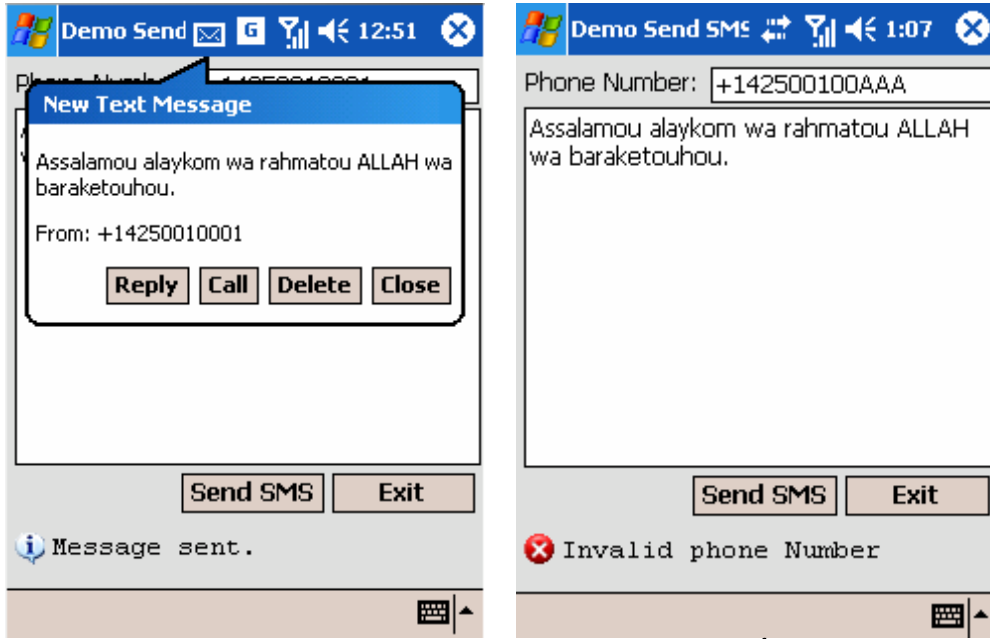 Demo Send G 12:51
New Text Message
Assalamou alaykom wa rahmatou ALLAH wa
baraketouhou.
From: +14250010001
Reply Call Delete Close
Send SMS Exit
Message sent.
Demo Send SMS 1:07
Phone Number: +142500100AAA
Assalamou alaykom wa rahmatou ALLAH
wa baraketouhou.
Send SMS Exit
Invalid phone Number